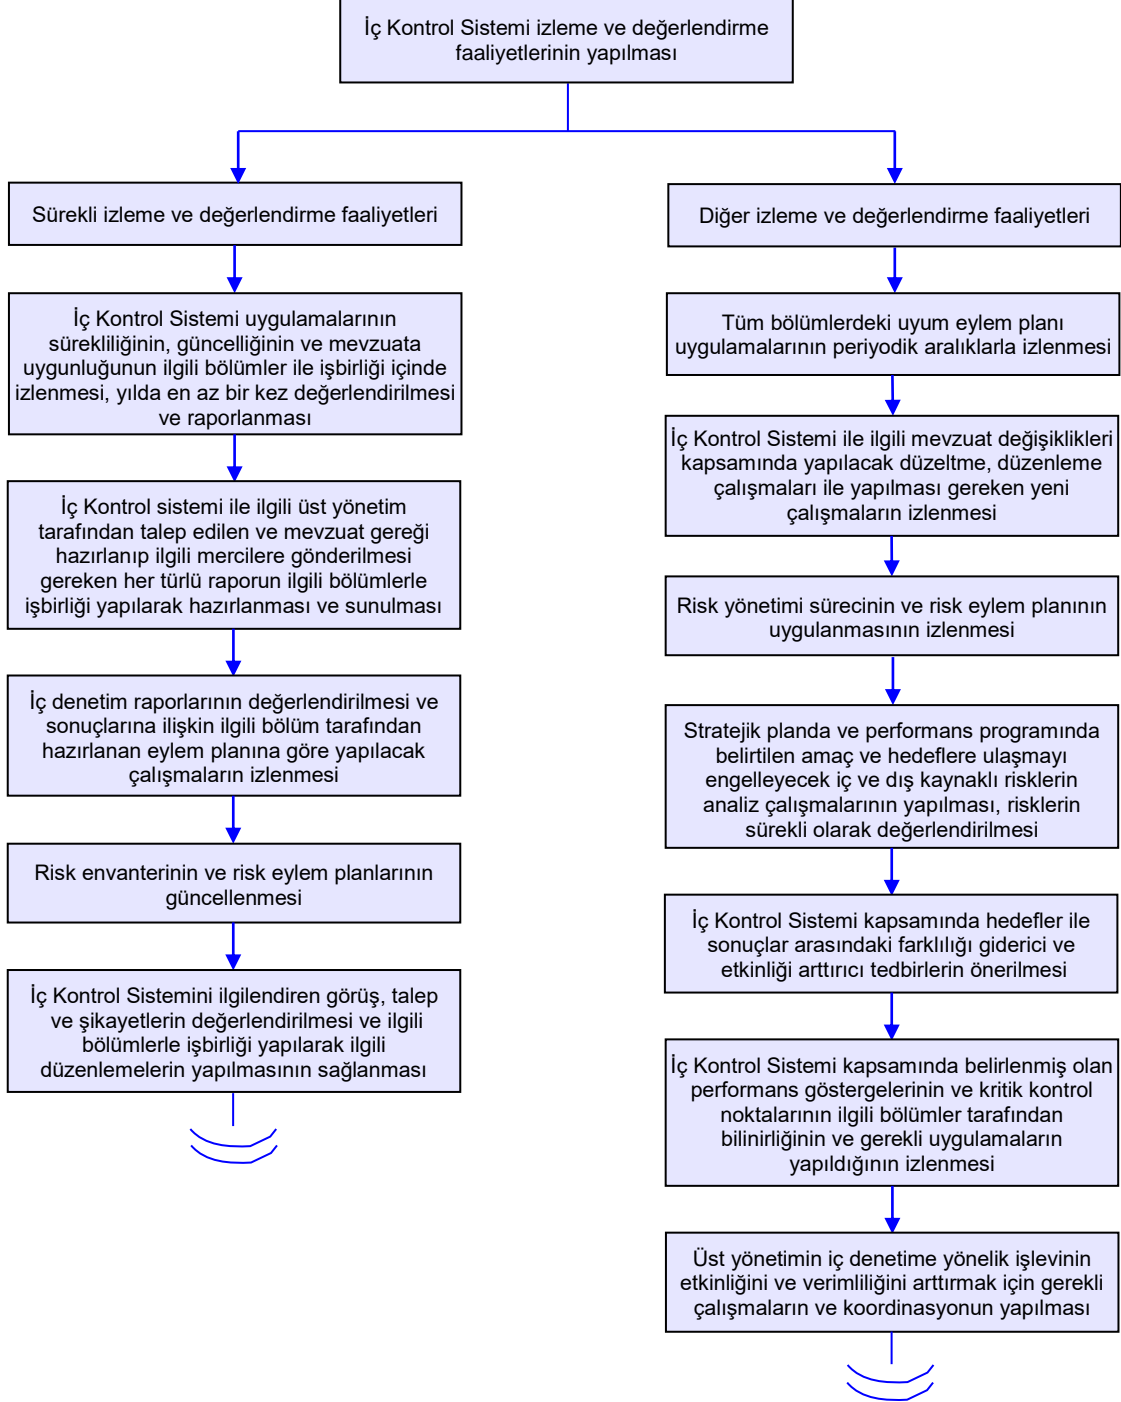 İç Kontrol Sistemi izleme ve değerlendirme
faaliyetlerinin yapılması
Sürekli izleme ve değerlendirme faaliyetleri
İç Kontrol Sistemi uygulamalarının
sürekliliğinin, güncelliğinin ve mevzuata
uygunluğunun ilgili bölümler ile işbirliği içinde
izlenmesi, yılda en az bir kez değerlendirilmesi
ve raporlanması
İç Kontrol sistemi ile ilgili üst yönetim
tarafından talep edilen ve mevzuat gereği
hazırlanıp ilgili mercilere gönderilmesi
gereken her türlü raporun ilgili bölümlerle
işbirliği yapılarak hazırlanması ve sunulması
İç denetim raporlarının değerlendirilmesi ve
sonuçlarına ilişkin ilgili bölüm tarafından
hazırlanan eylem planına göre yapılacak
çalışmaların izlenmesi
Risk envanterinin ve risk eylem planlarının
güncellenmesi
İç Kontrol Sistemini ilgilendiren görüş, talep
ve şikayetlerin değerlendirilmesi ve ilgili
bölümlerle işbirliği yapılarak ilgili
düzenlemelerin yapılmasının sağlanması
Diğer izleme ve değerlendirme faaliyetleri
Tüm bölümlerdeki uyum eylem planı
uygulamalarının periyodik aralıklarla izlenmesi
İç Kontrol Sistemi ile ilgili mevzuat değişiklikleri
kapsamında yapılacak düzeltme, düzenleme
çalışmaları ile yapılması gereken yeni
çalışmaların izlenmesi
Risk yönetimi sürecinin ve risk eylem planının
uygulanmasının izlenmesi
Stratejik planda ve performans programında
belirtilen amaç ve hedeflere ulaşmayı
engelleyecek iç ve dış kaynaklı risklerin
analiz çalışmalarının yapılması, risklerin
sürekli olarak değerlendirilmesi
İç Kontrol Sistemi kapsamında hedefler ile
sonuçlar arasındaki farklılığı giderici ve
etkinliği arttırıcı tedbirlerin önerilmesi
İç Kontrol Sistemi kapsamında belirlenmiş olan
performans göstergelerinin ve kritik kontrol
noktalarının ilgili bölümler tarafından
bilinirliğinin ve gerekli uygulamaların
yapıldığının izlenmesi
Üst yönetimin iç denetime yönelik işlevinin
etkinliğini ve verimliliğini arttırmak için gerekli
çalışmaların ve koordinasyonun yapılması